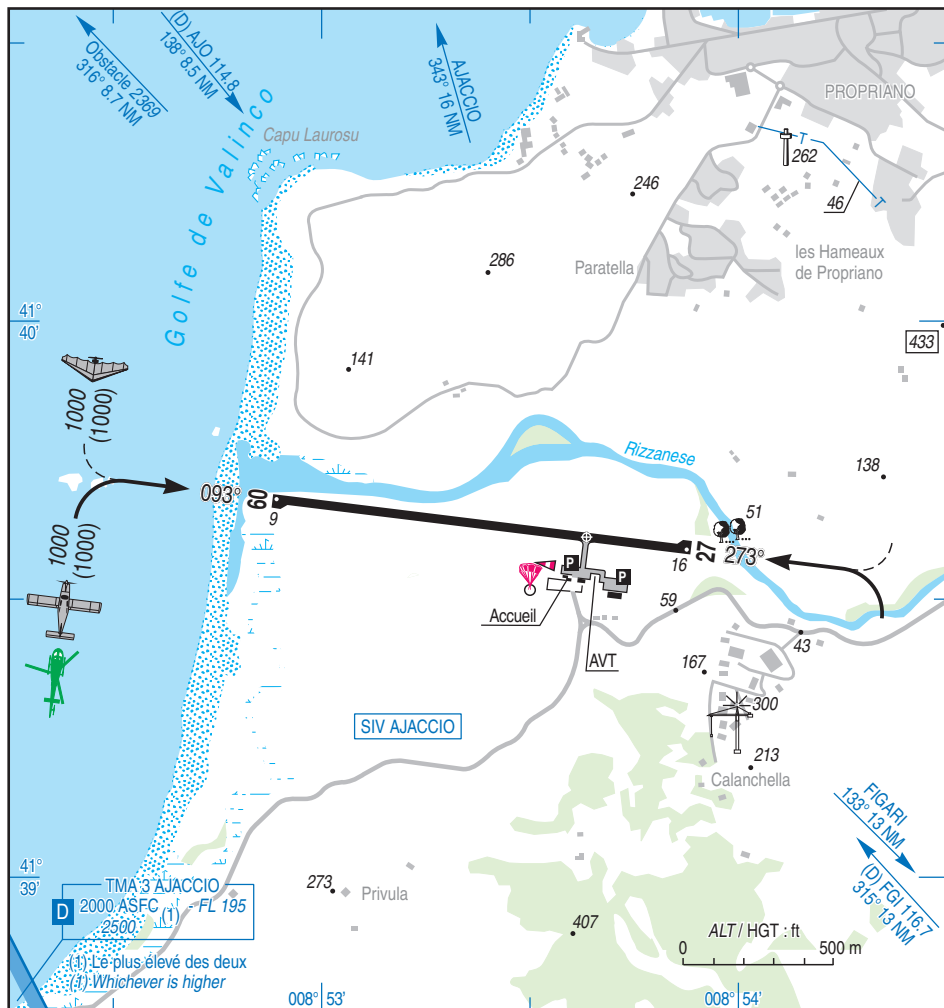 Obstacle 2369
316° 8.7 NM
(D) AJO 114.8
138° 8.5 NM
AJACCIO
343° 16 NM
PROPRIANO
Golfe de Valinco
Capu Laurosu
T
262
246
46
T
286
Paratella
les Hameaux
de Propriano
41°
40'
433
141
1000
(1000)
Rizzanese
138
093°
09
9
51
27
273°
16
1000
(1000)
P
P
Accueil
AVT
59
43
167
300
SIV AJACCIO
213
Calanchella
FIGARI
133° 13 NM
(D) FGI 116.7
315° 13 NM
41°
39'
TMA 3 AJACCIO
D
2000 ASFC (1) - FL 195
2500
273
Privula
407
ALT / HGT : ft
0 500 m
(1) Le plus élevé des deux
(1) Whichever is higher
008° 53'
008° 54'